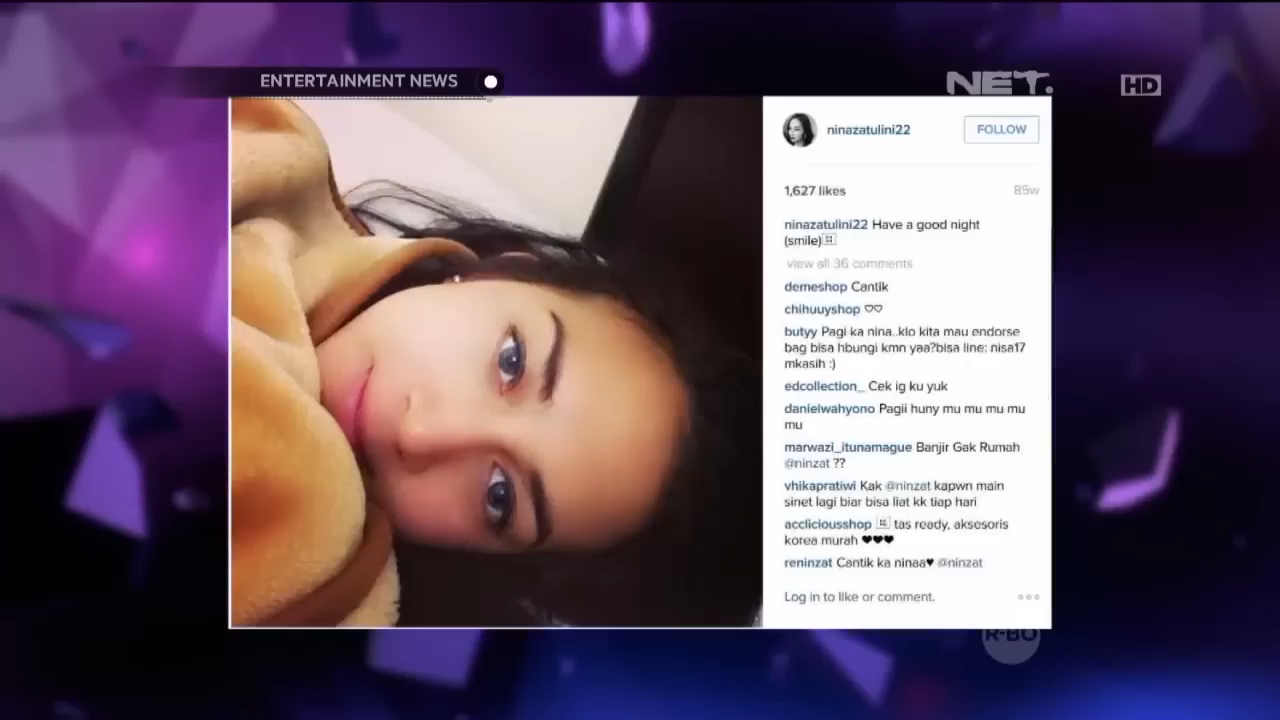 ENTERTAINMENT NEWS
NET.
HD
ninazatulini22
FOLLOW
1,627 likes
85w
ninazatulini22 Have a good night
(smile)
view all 36 comments
demeshop Cantik
chihuuyshop ♡♡
butyy Pagi ka nina..klo kita mau endorse
bag bisa hbungi kmn yaa?bisa line: nisa17
mkasih :)
edcollection_ Cek ig ku yuk
danielwahyono Pagii huny mu mu mu mu
mu
marwazi_itunamague Banjir Gak Rumah
@ninzat ??
vhikapratiwi Kak @ninzat kapwn main
sinet lagi biar bisa liat kk tiap hari
accliciousshop tas ready, aksesoris
korea murah ♥♥♥
reninzat Cantik ka ninaa♥ @ninzat
Log in to like or comment.
R-BO